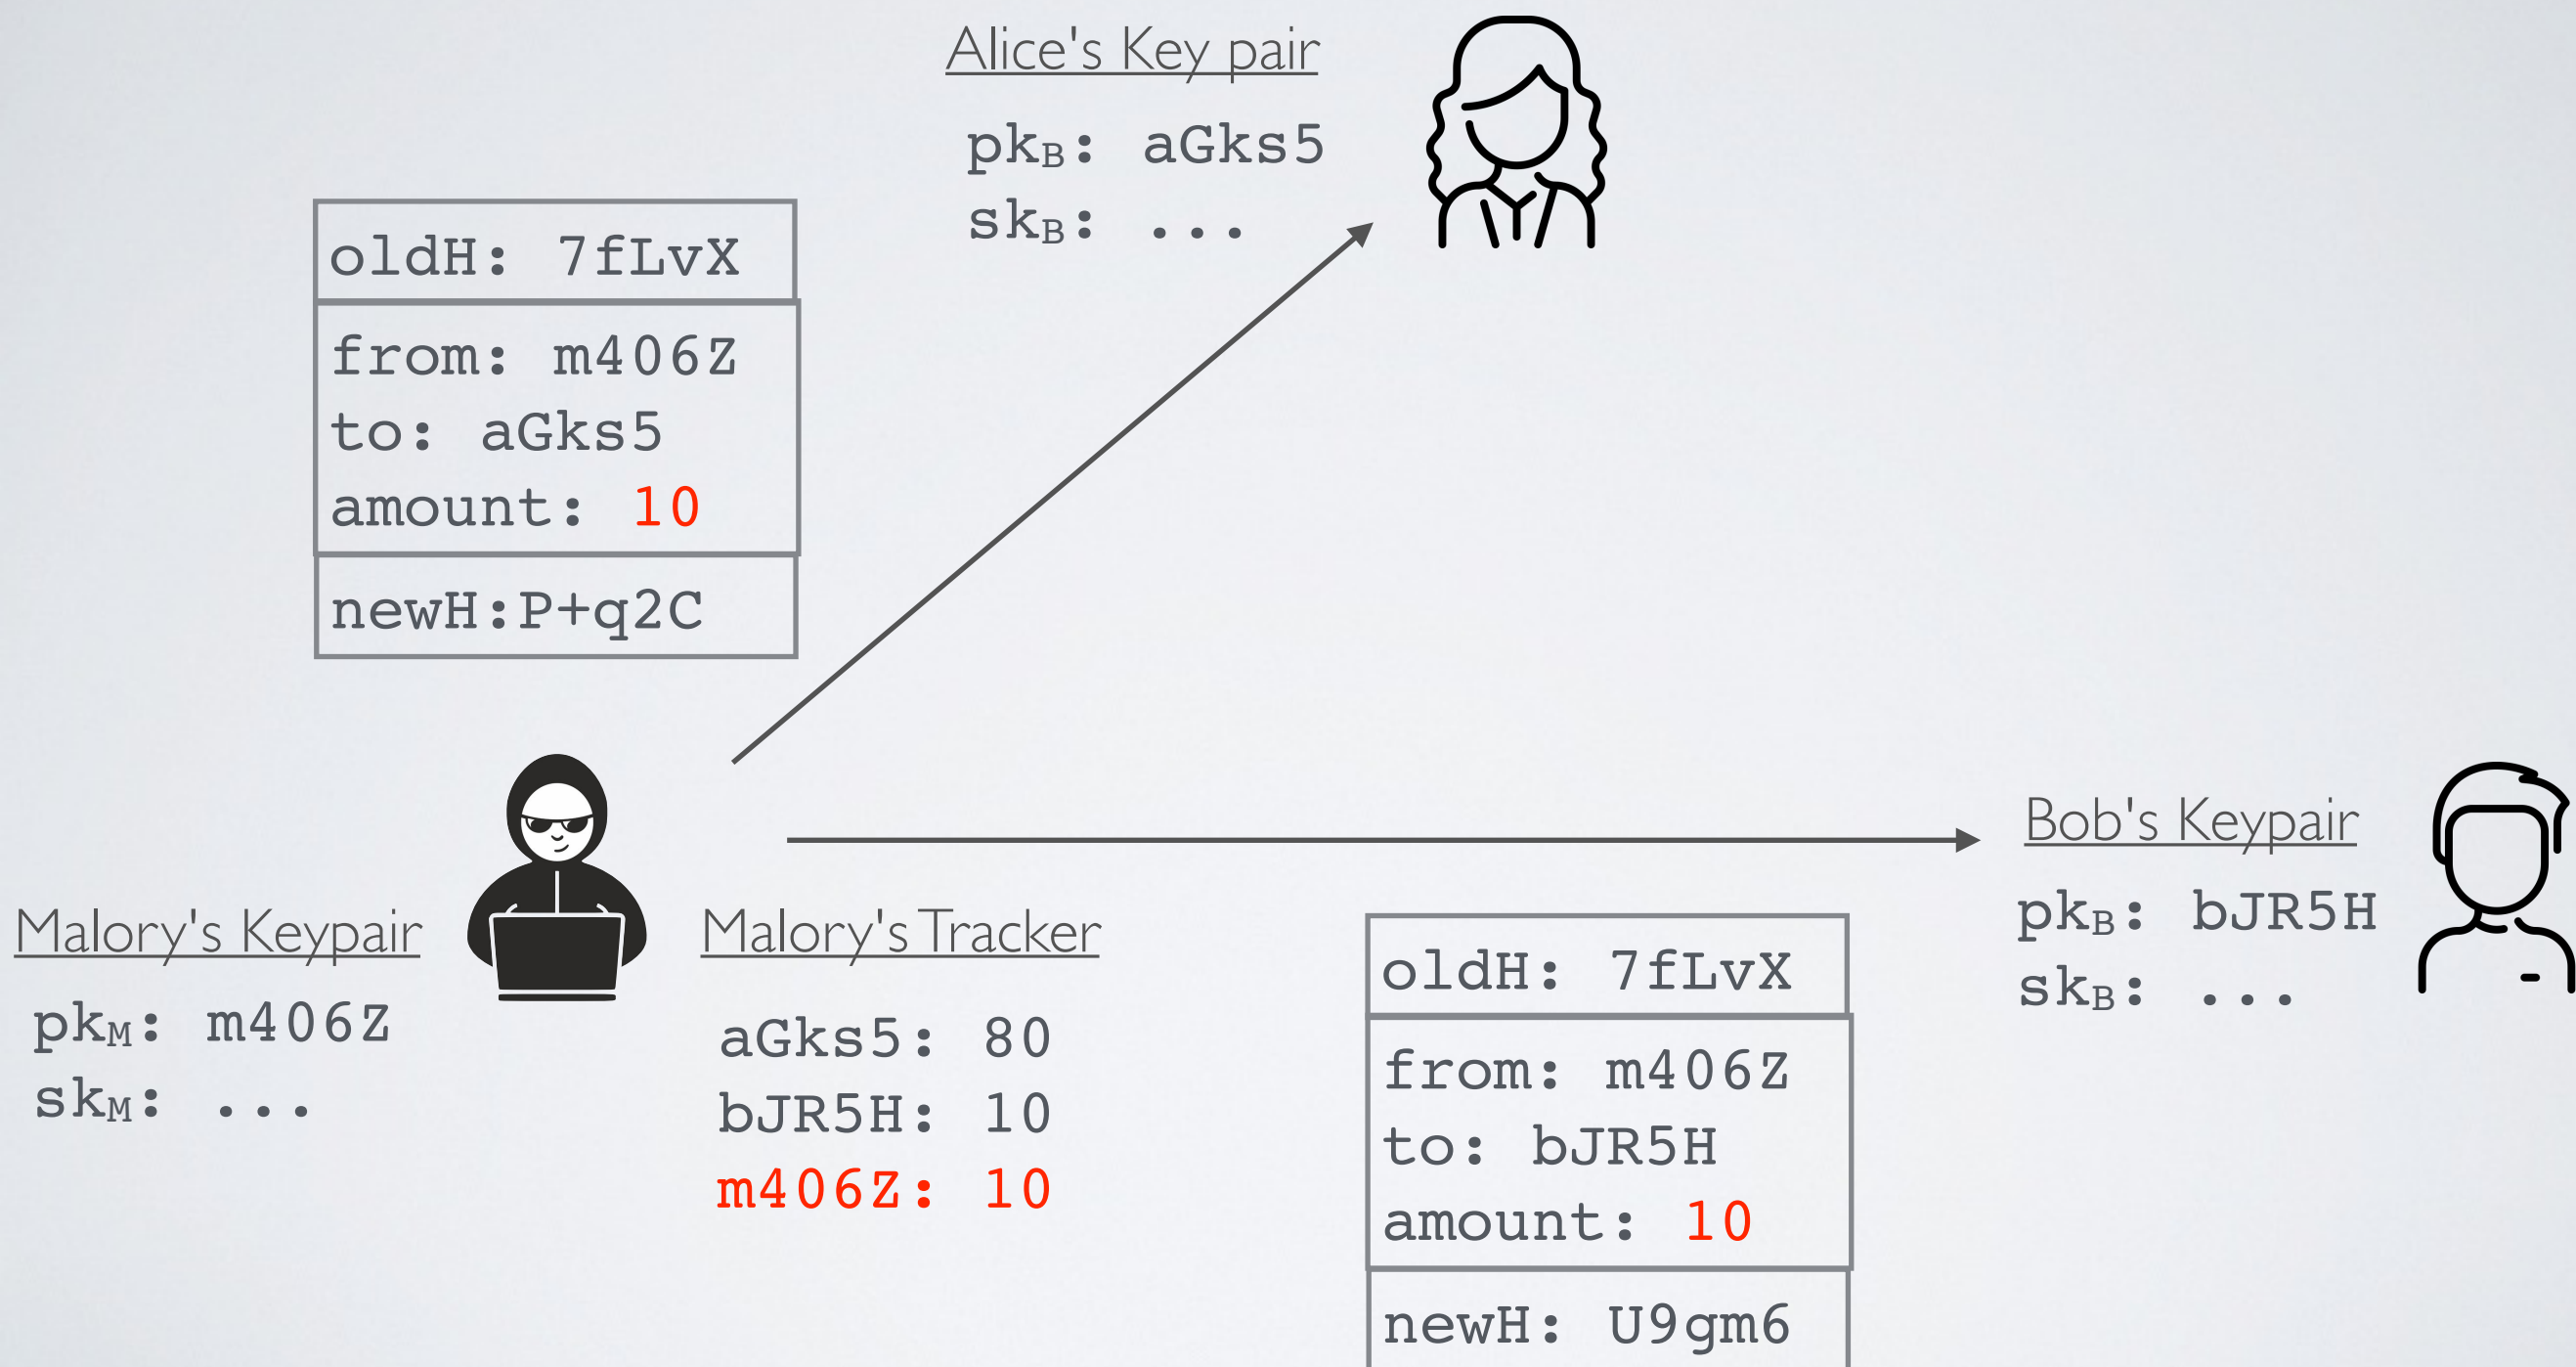 Alice's Key pair
pkB: aGks5
skB: ...
oldH: 7fLvX
from: m406Z
to: aGks5
amount: 10
newH:P+q2C
Malory's Keypair
pkM: m406Z
skM: ...
Malory's Tracker
aGks5: 80
bJR5H: 10
m406Z: 10
oldH: 7fLvX
from: m406Z
to: bJR5H
amount: 10
newH: U9gm6
Bob's Keypair
pkB: bJR5H
skB: ...